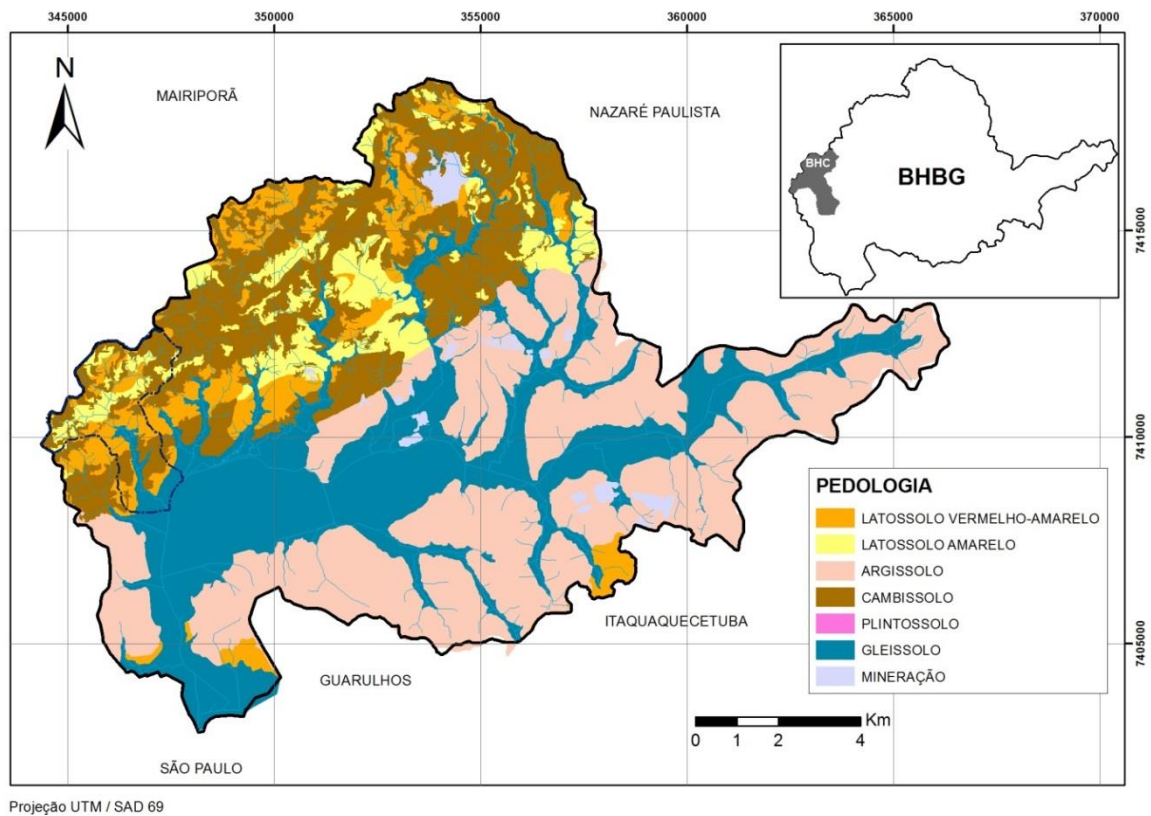 345000 350000 355000 360000 365000 370000
N
MAIRIPORÃ
NAZARÉ PAULISTA
BHC
BHBG
7415000
7410000
7405000
PEDOLOGIA
LATOSSOLO VERMELHO-AMARELO
LATOSSOLO AMARELO
ARGISSOLO
CAMBISSOLO
PLINTOSSOLO
GLEISSOLO
MINERAÇÃO
ITAQUAQUECETUBA
GUARULHOS
SÃO PAULO
Km
0 1 2 4
Projeção UTM / SAD 69